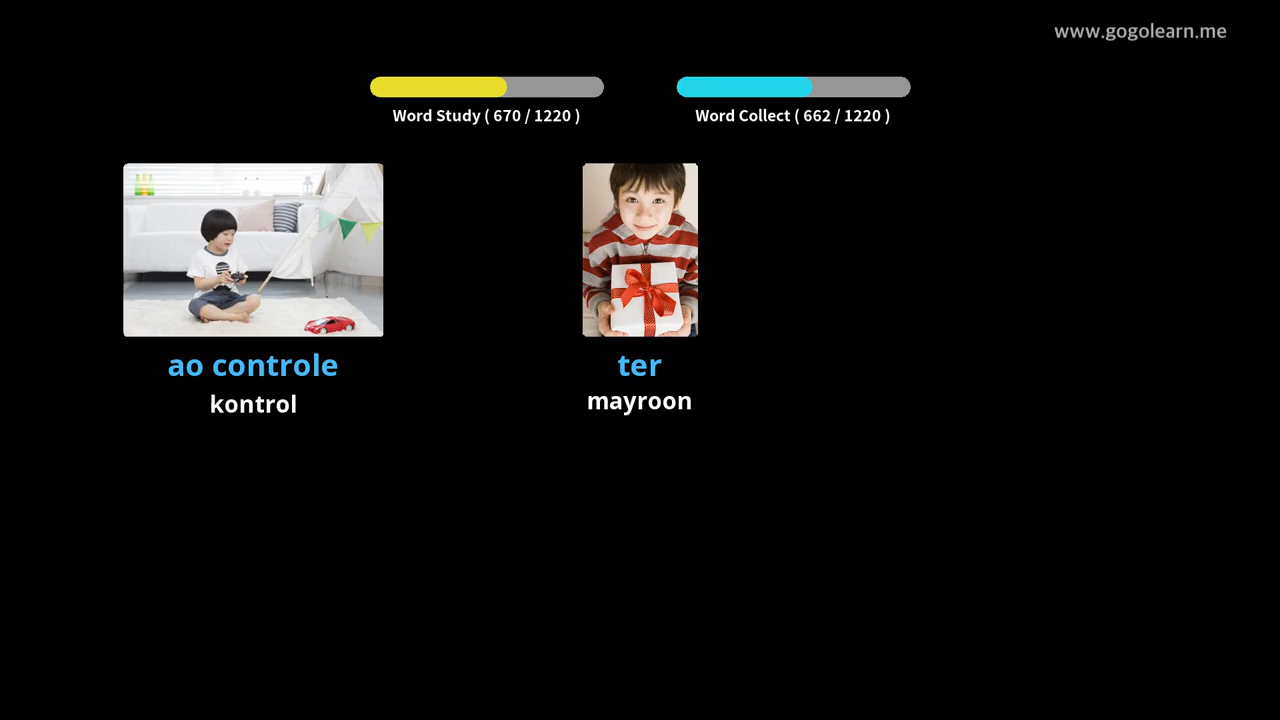 www.gogolearn.me
Word Study ( 670 / 1220 )
Word Collect ( 662 / 1220 )
ao controle
kontrol
ter
mayroon